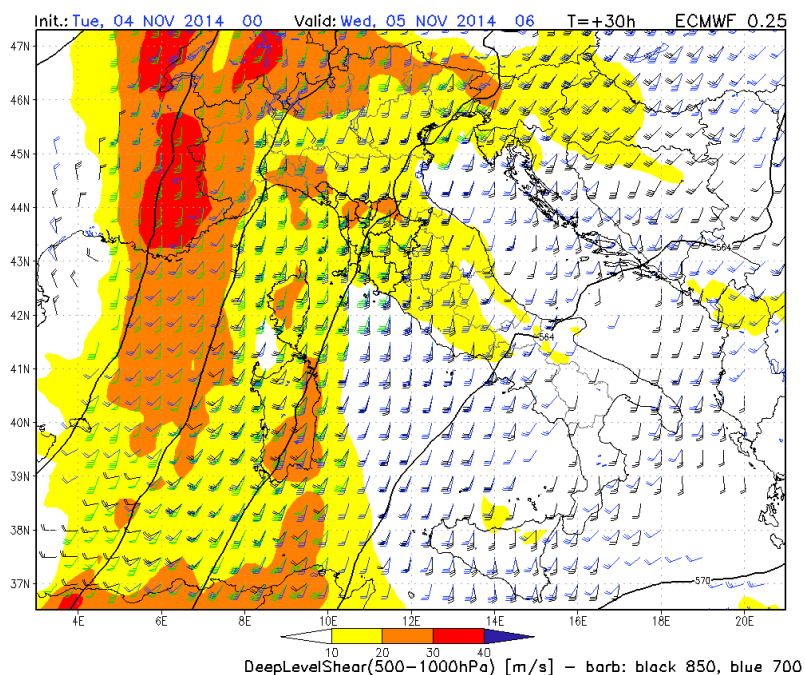 Init.: Tue, 04 NOV 2014 00 Valid: Wed, 05 NOV 2014 06 T=+30h ECMWF 0.25
47N
46N
45N
44N
43N
42N
41N
40N
39N
38N
37N
564
564
570
4E 6E 8E 10E 12E 14E 16E 18E 20E
10 20 30 40
DeepLevelShear(500-1000hPa) [m/s] - barb: black 850, blue 700